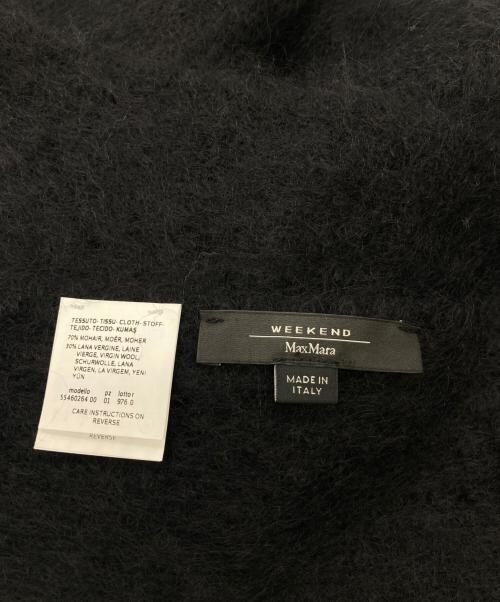 TESSUTO-TISSU-CLOTH-STOFF-
TEJIDO-TECIDO-KUMAŞ
70% MOHAIR, MOĒR, MOHER
30% LANA VERGINE, LAINE
VIERGE, VIRGIN WOOL,
SCHURWOLLE, LANA
VIRGEN, LA VIRGEM, YENI
YÜN
modello pz lotto r
55460264 00 01 976 0
CARE INSTRUCTIONS ON
REVERSE
REVERSE
WEEKEND
MaxMara
MADE IN
ITALY